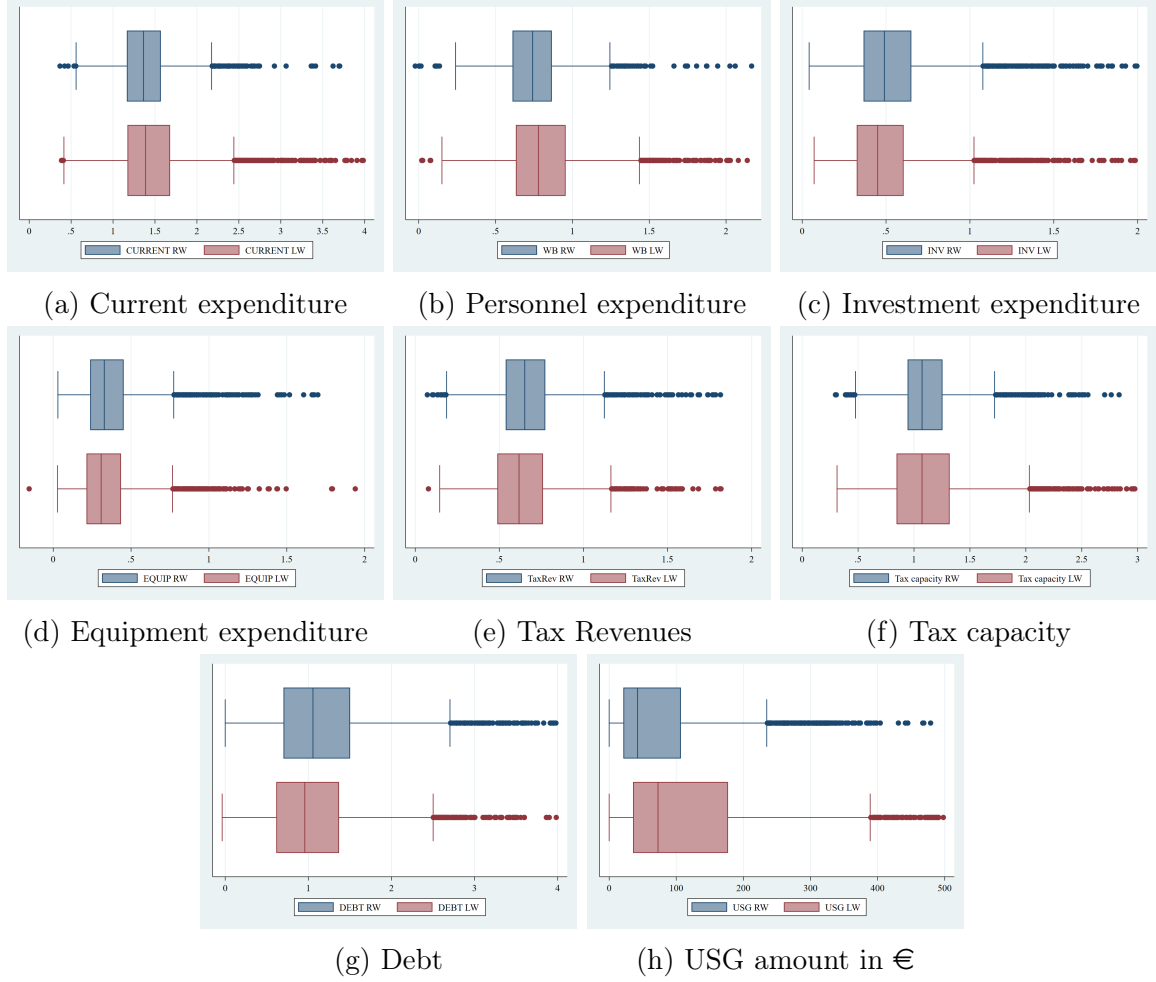 0 .5 1 1.5 2 2.5 3 3.5 4
CURRENT RW CURRENT LW
(a) Current expenditure
0 .5 1 1.5 2
WB RW WB LW
(b) Personnel expenditure
0 .5 1 1.5 2
INV RW INV LW
(c) Investment expenditure
0 .5 1 1.5 2
EQUIP RW EQUIP LW
(d) Equipment expenditure
0 .5 1 1.5 2
TaxRev RW TaxRev LW
(e) Tax Revenues
0 .5 1 1.5 2 2.5 3
Tax capacity RW Tax capacity LW
(f) Tax capacity
0 1 2 3 4
DEBT RW DEBT LW
(g) Debt
0 100 200 300 400 500
USG RW USG LW
(h) USG amount in €